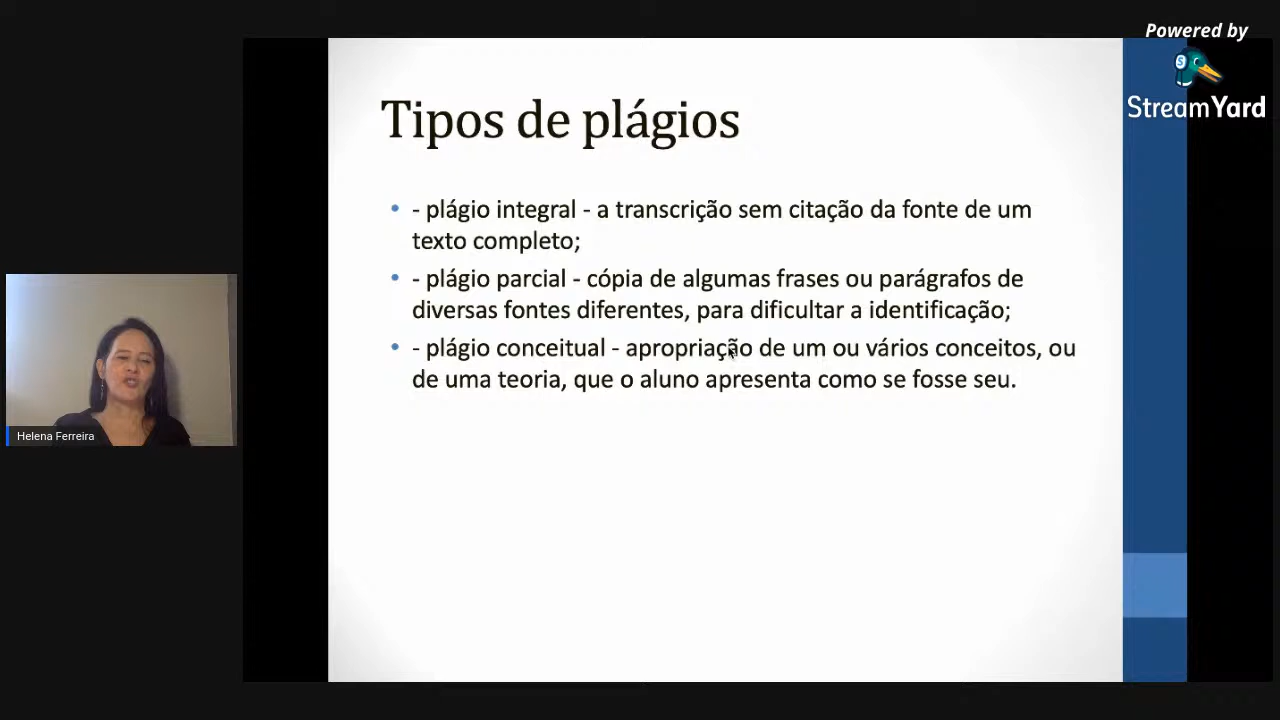 Powered by
StreamYard
Tipos de plágios
• - plágio integral - a transcrição sem citação da fonte de um
texto completo;
• - plágio parcial - cópia de algumas frases ou parágrafos de
diversas fontes diferentes, para dificultar a identificação;
• - plágio conceitual - apropriação de um ou vários conceitos, ou
de uma teoria, que o aluno apresenta como se fosse seu.
Helena Ferreira